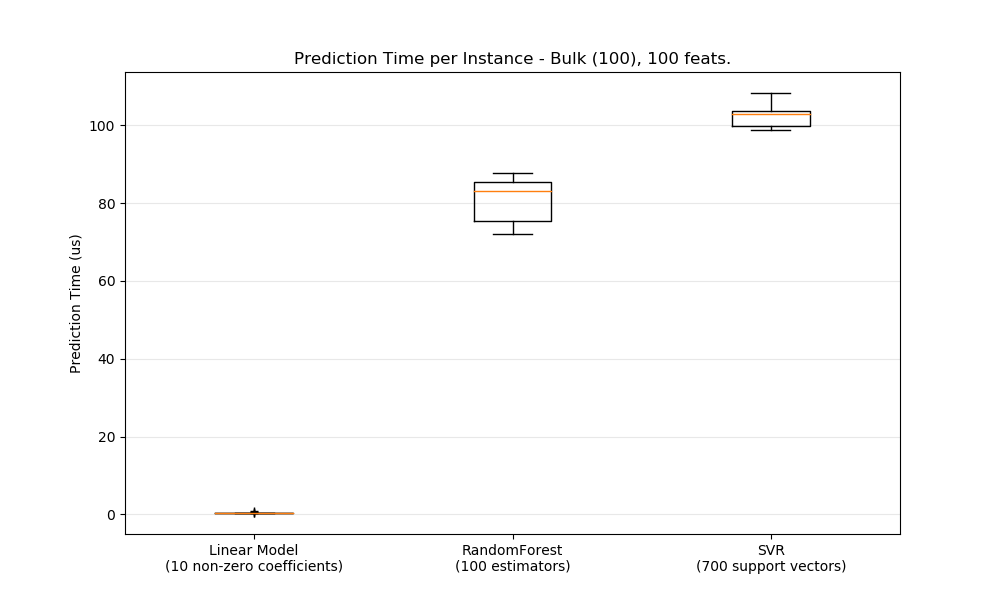 Prediction Time per Instance - Bulk (100), 100 feats.
Prediction Time (us)
100
80
60
40
20
0
Linear Model
(10 non-zero coefficients)
RandomForest
(100 estimators)
SVR
(700 support vectors)